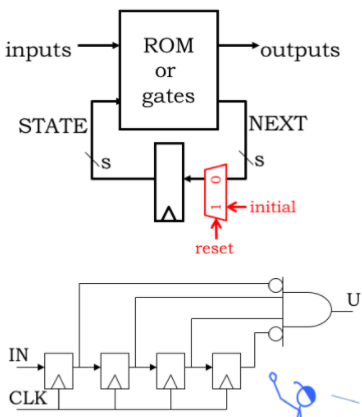 inputs
ROM
or
gates
outputs
STATE
NEXT
s
s
0
1
initial
reset
U
IN
CLK